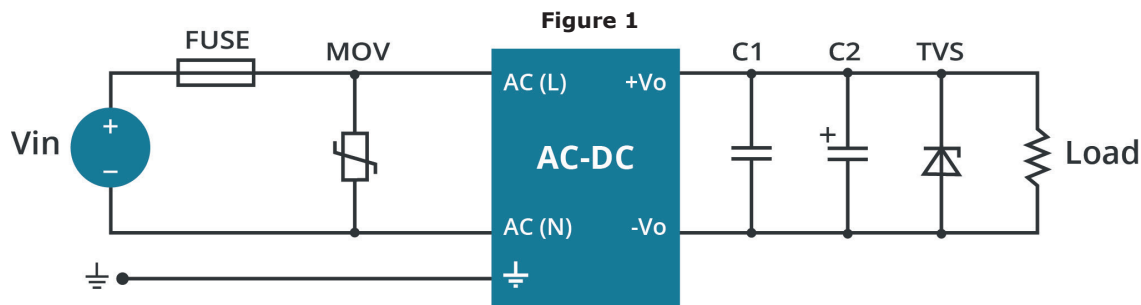 Figure 1
FUSE
MOV
C1
C2
TVS
AC (L)
+Vo
+
+
Vin
AC-DC
Load
−
AC (N)
-Vo